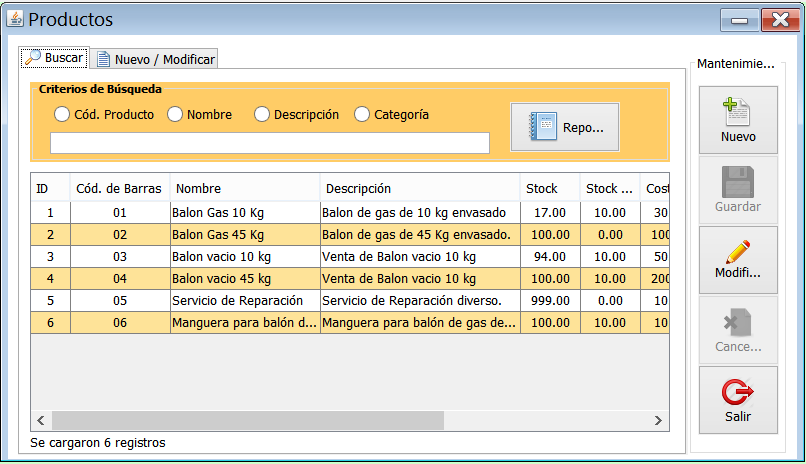 Productos
Buscar
Nuevo / Modificar
Mantenimie...
Criterios de Búsqueda
Cód. Producto
Nombre
Descripción
Categoría
Repo...
Nuevo
Guardar
Modifi...
Cance...
Salir
ID Cód. de Barras Nombre Descripción Stock Stock ... Cost
1 01 Balon Gas 10 Kg Balon de gas de 10 kg envasado 17.00 10.00 30
2 02 Balon Gas 45 Kg Balon de gas de 45 Kg envasado. 100.00 0.00 100
3 03 Balon vacio 10 kg Venta de Balon vacio 10 kg 94.00 10.00 50
4 04 Balon vacio 45 kg Venta de Balon vacio 10 kg 100.00 10.00 200
5 05 Servicio de Reparación Servicio de Reparación diverso. 999.00 0.00 10
6 06 Manguera para balón d... Manguera para balón de gas de... 100.00 10.00 10
Se cargaron 6 registros